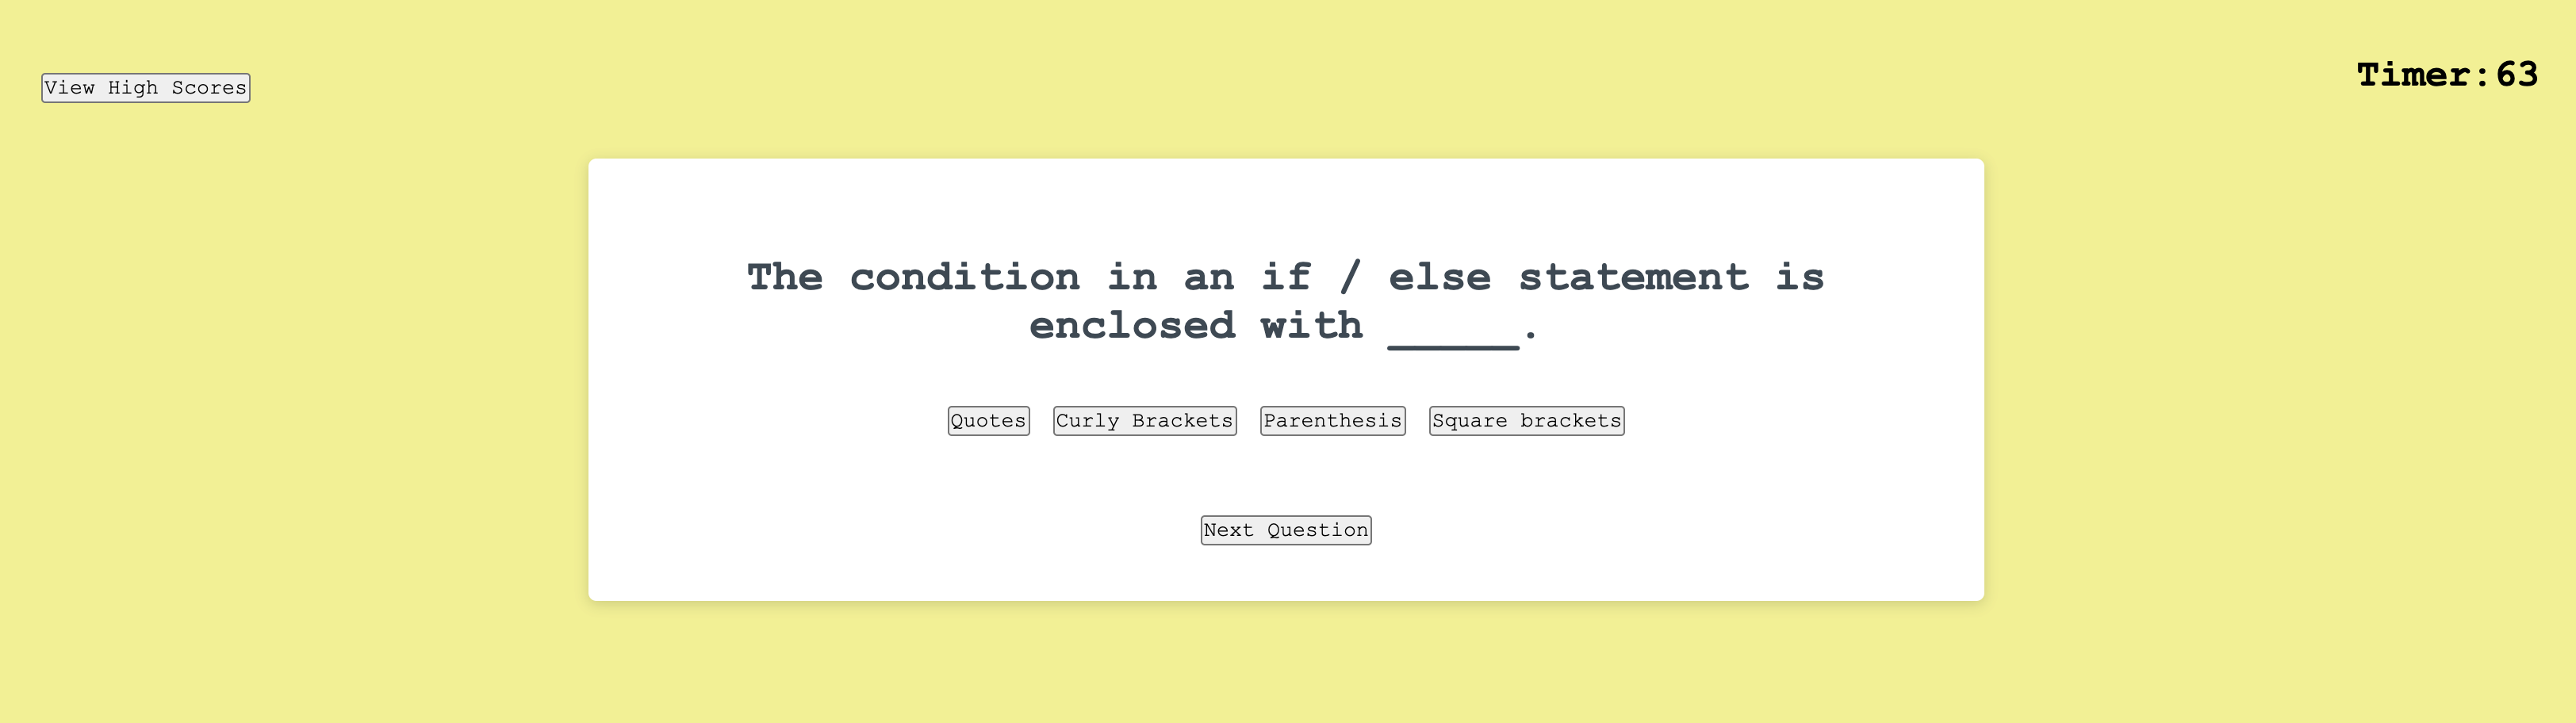 View High Scores
Timer:63
The condition in an if / else statement is
enclosed with _____.
Quotes Curly Brackets Parenthesis Square brackets
Next Question